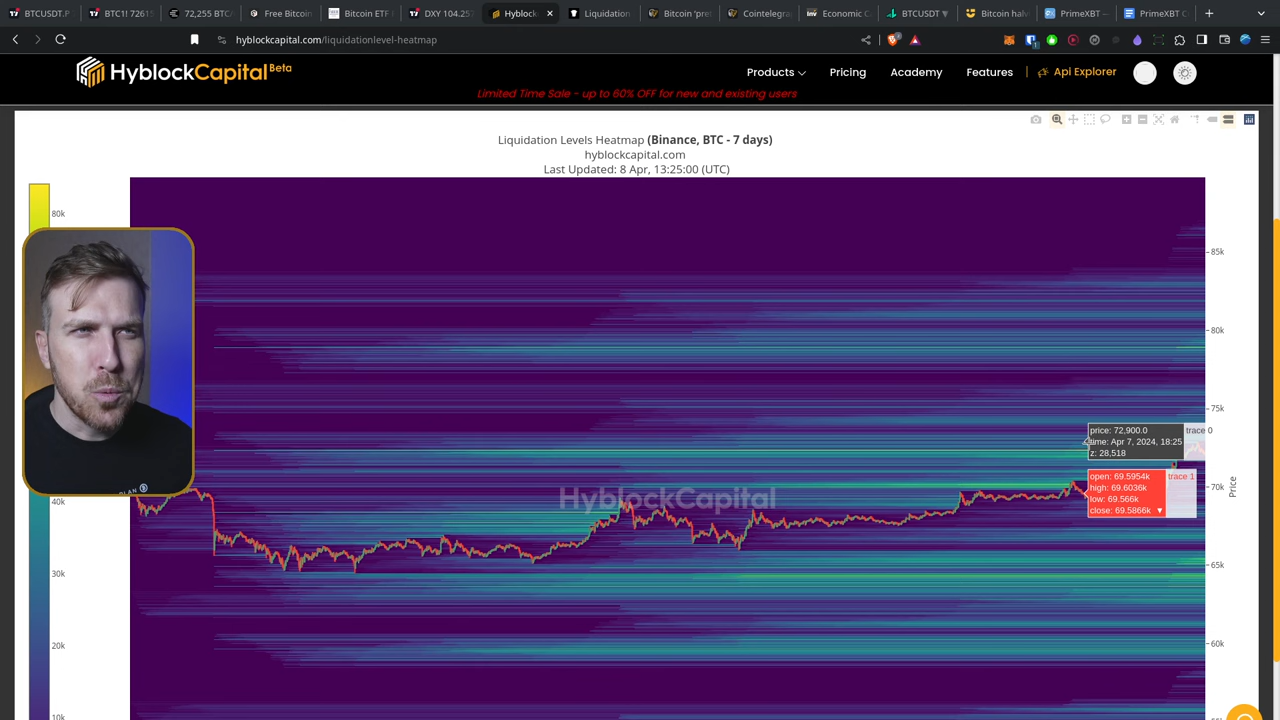 BTCUSDT.P
BTC1 7261
72,255 BTC/
Free Bitcoin
Bitcoin ETF
DXY 104.25
Hyblock
Liquidation
Bitcoin 'pre
Cointelegra
Economic C
BTCUSDT
Bitcoin halv
PrimeXBT
PrimeXBT
hyblockcapital.com/liquidationlevel-heatmap
HyblockCapital Beta
Products
Pricing
Academy
Features
Api Explorer
Limited Time Sale - up to 60% OFF for new and existing users
Liquidation Levels Heatmap (Binance, BTC - 7 days)
hyblockcapital.com
Last Updated: 8 Apr, 13:25:00 (UTC)
80k
40k
30k
20k
10k
85k
80k
75k
70k
65k
60k
Price
HyblockCapital
price: 72,900.0
time: Apr 7, 2024, 18:25
z: 28,518
trace 0
open: 69.5954k
high: 69.6036k
low: 69.566k
close: 69.5866k ▼
trace 1